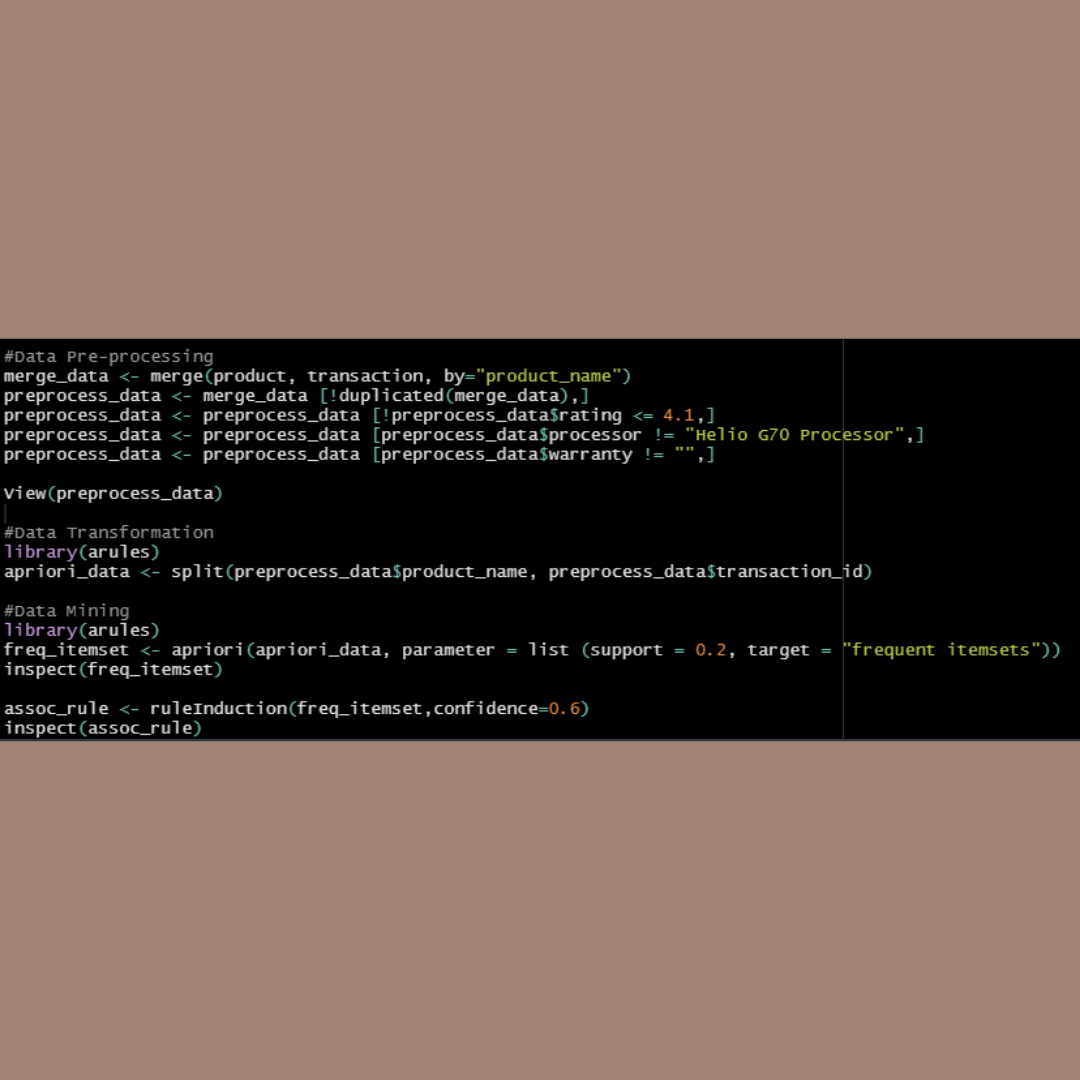 #Data Pre-processing
merge_data <- merge(product, transaction, by="product_name")
preprocess_data <- merge_data [!duplicated(merge_data),]
preprocess_data <- preprocess_data [!preprocess_data$rating <= 4.1,]
preprocess_data <- preprocess_data [preprocess_data$processor != "Helio G70 Processor",]
preprocess_data <- preprocess_data [preprocess_data$warranty != "",]
View(preprocess_data)
#Data Transformation
library(arules)
apriori_data <- split(preprocess_data$product_name, preprocess_data$transaction_id)
#Data Mining
library(arules)
freq_itemset <- apriori(apriori_data, parameter = list (support = 0.2, target = "frequent itemsets"))
inspect(freq_itemset)
assoc_rule <- ruleInduction(freq_itemset,confidence=0.6)
inspect(assoc_rule)